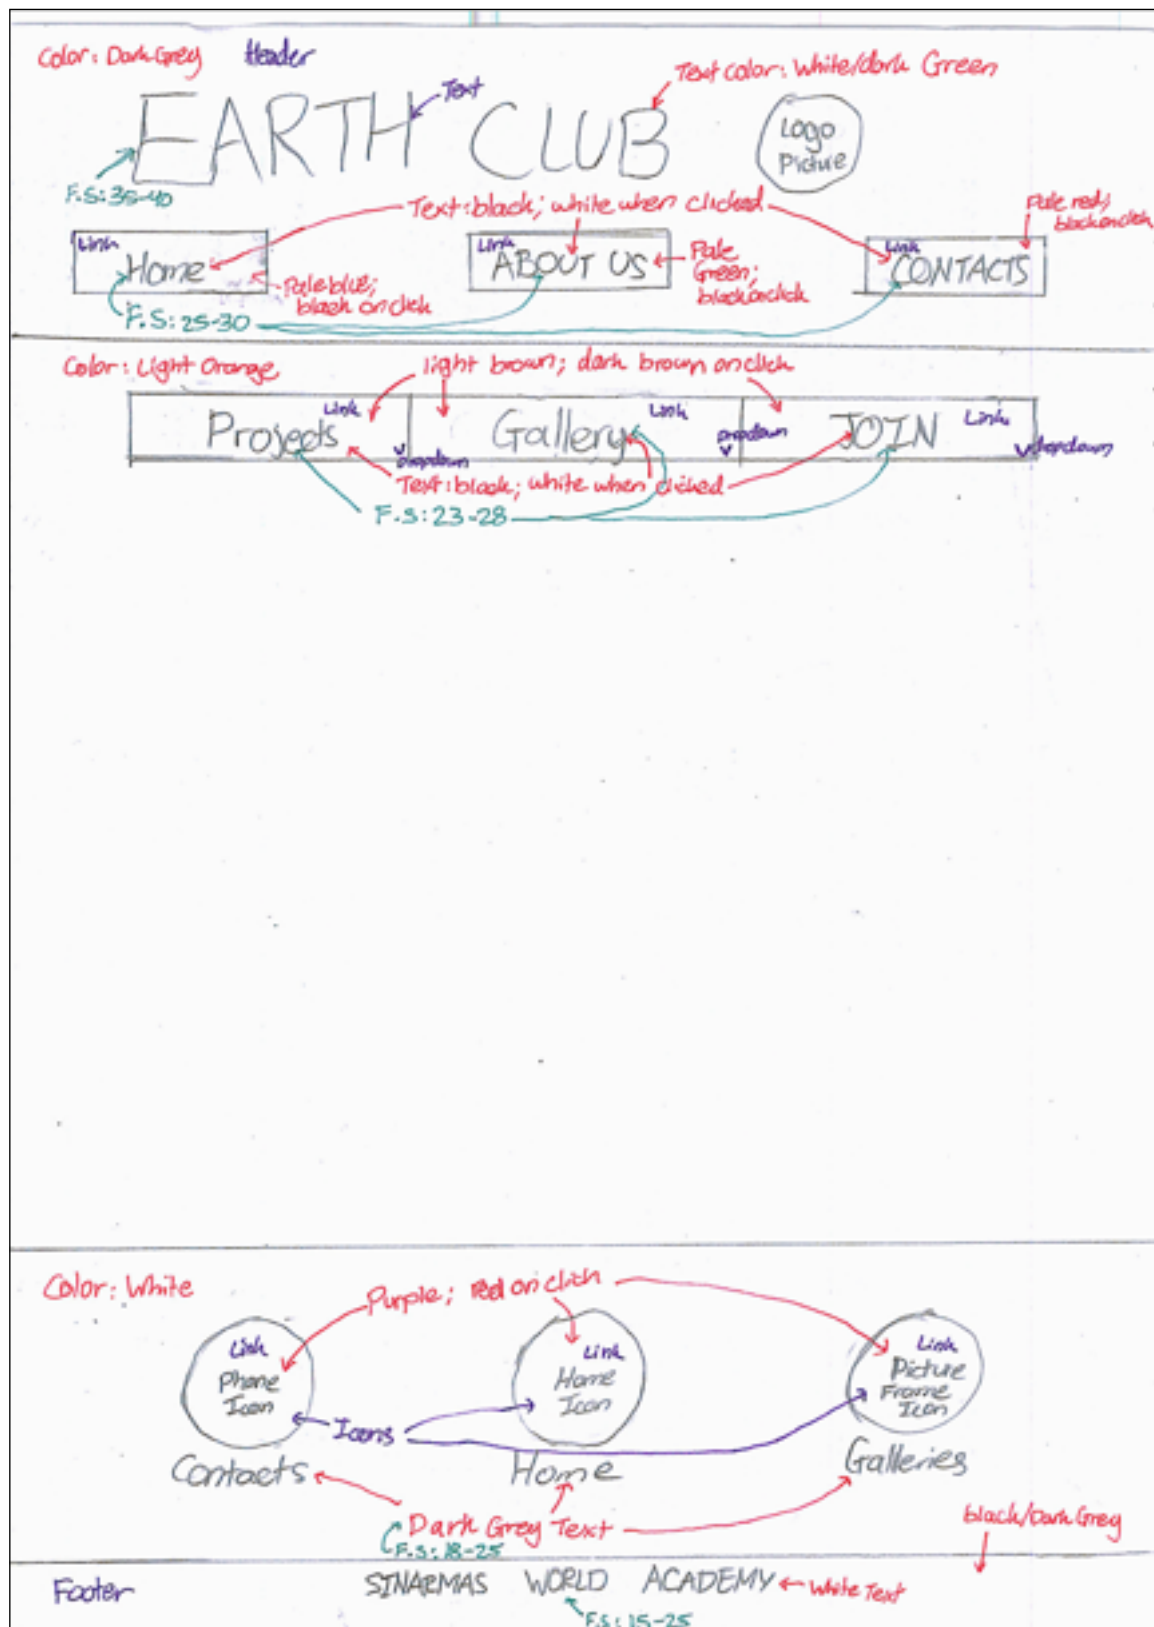 Color: Dark Grey Header
Text color: White/dark Green
Text
EARTH CLUB
Logo
Picture
F.S: 35-40
Text: black; white when clicked
Pale red;
black on click
Link
Home
Link
ABOUT US
Link
CONTACTS
Pale blue;
black on click
Pale
Green;
black on click
F.S: 25-30
Color: Light Orange
light brown; dark brown on click
Projects Link
Gallery Link
JOIN Link
dropdown
dropdown
dropdown
Text: black; white when clicked
F.S: 23-28
Color: White
Purple; red on click
Link
Phone
Icon
Link
Home
Icon
Link
Picture
Frame
Icon
Icons
Contacts
Home
Galleries
Dark Grey Text
F.S: 18-25
black/Dark Grey
Footer
SINARMAS WORLD ACADEMY
White Text
F.S: 15-25